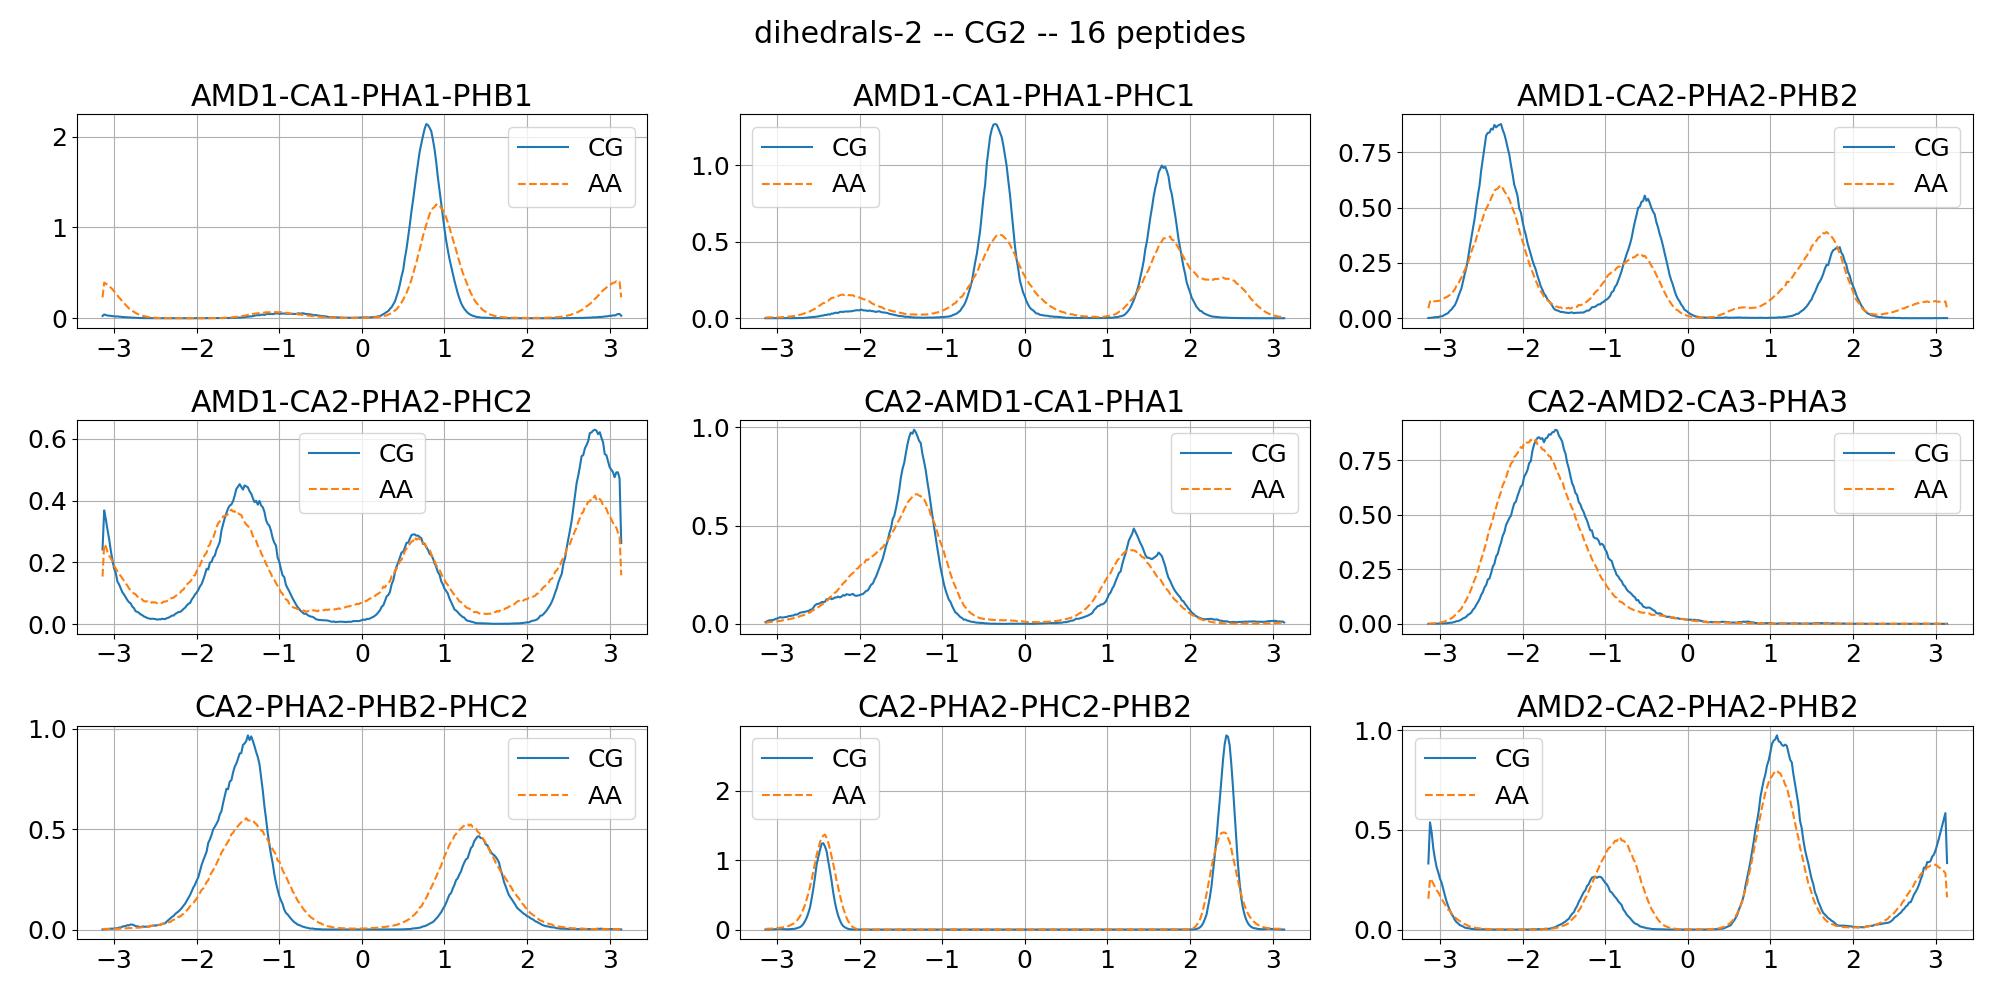 dihedrals-2 -- CG2 -- 16 peptides
AMD1-CA1-PHA1-PHB1
CG
AA
2
1
0
−3 −2 −1 0 1 2 3
AMD1-CA1-PHA1-PHC1
CG
AA
1.0
0.5
0.0
−3 −2 −1 0 1 2 3
AMD1-CA2-PHA2-PHB2
CG
AA
0.75
0.50
0.25
0.00
−3 −2 −1 0 1 2 3
AMD1-CA2-PHA2-PHC2
CG
AA
0.6
0.4
0.2
0.0
−3 −2 −1 0 1 2 3
CA2-AMD1-CA1-PHA1
CG
AA
1.0
0.5
0.0
−3 −2 −1 0 1 2 3
CA2-AMD2-CA3-PHA3
CG
AA
0.75
0.50
0.25
0.00
−3 −2 −1 0 1 2 3
CA2-PHA2-PHB2-PHC2
CG
AA
1.0
0.5
0.0
−3 −2 −1 0 1 2 3
CA2-PHA2-PHC2-PHB2
CG
AA
2
1
0
−3 −2 −1 0 1 2 3
AMD2-CA2-PHA2-PHB2
CG
AA
1.0
0.5
0.0
−3 −2 −1 0 1 2 3